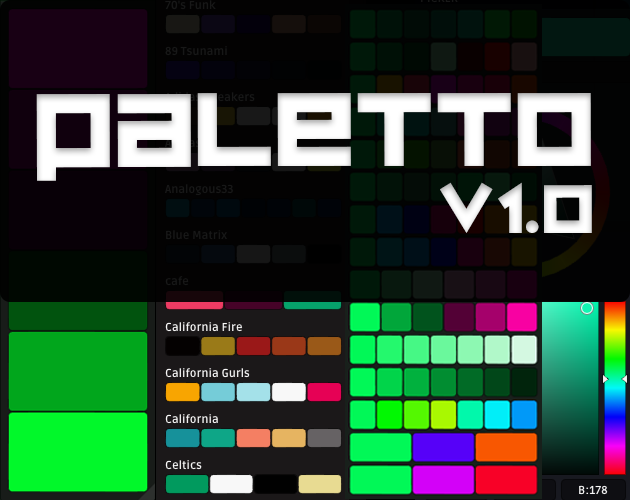 70's Funk
89 Tsunami
PALETTO
V1.0
Analogous33
Blue Matrix
cafe
California Fire
California Gurls
California
Celtics
B:178